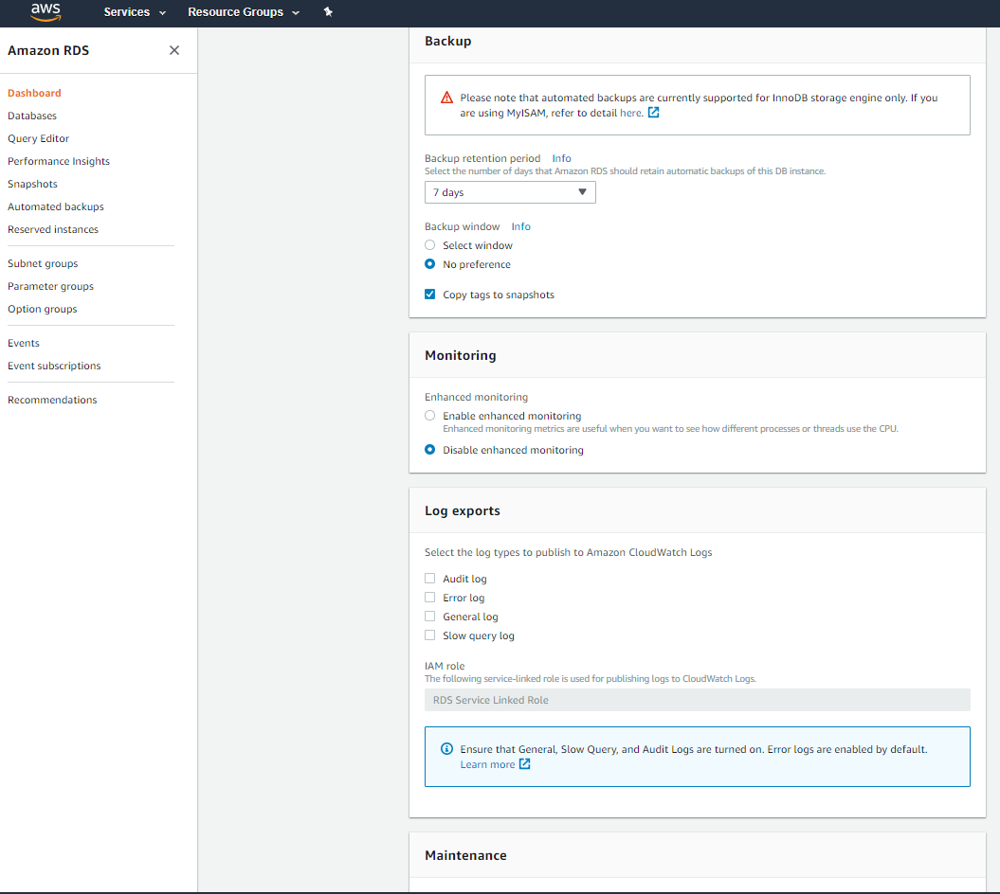 aws
Services
Resource Groups
Amazon RDS
Dashboard
Databases
Query Editor
Performance Insights
Snapshots
Automated backups
Reserved instances
Subnet groups
Parameter groups
Option groups
Events
Event subscriptions
Recommendations
Backup
Please note that automated backups are currently supported for InnoDB storage engine only. If you
are using MyISAM, refer to detail here.
Backup retention period Info
Select the number of days that Amazon RDS should retain automatic backups of this DB instance.
7 days
Backup window Info
Select window
No preference
Copy tags to snapshots
Monitoring
Enhanced monitoring
Enable enhanced monitoring
Enhanced monitoring metrics are useful when you want to see how different processes or threads use the CPU.
Disable enhanced monitoring
Log exports
Select the log types to publish to Amazon CloudWatch Logs
Audit log
Error log
General log
Slow query log
IAM role
The following service-linked role is used for publishing logs to CloudWatch Logs.
RDS Service Linked Role
Ensure that General, Slow Query, and Audit Logs are turned on. Error logs are enabled by default.
Learn more
Maintenance